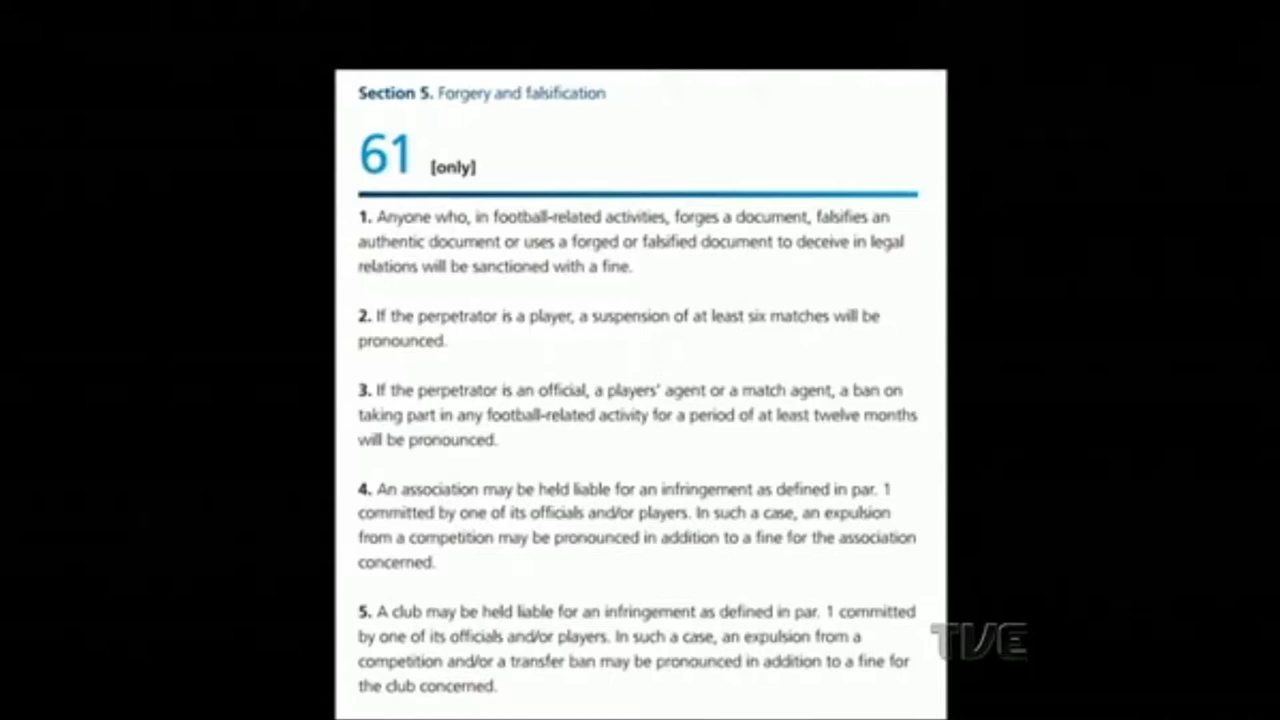 Section 5. Forgery and falsification
61 [only]
1. Anyone who, in football-related activities, forges a document, falsifies an
authentic document or uses a forged or falsified document to deceive in legal
relations will be sanctioned with a fine.
2. If the perpetrator is a player, a suspension of at least six matches will be
pronounced.
3. If the perpetrator is an official, a players' agent or a match agent, a ban on
taking part in any football-related activity for a period of at least twelve months
will be pronounced.
4. An association may be held liable for an infringement as defined in par. 1
committed by one of its officials and/or players. In such a case, an expulsion
from a competition may be pronounced in addition to a fine for the association
concerned.
5. A club may be held liable for an infringement as defined in par. 1 committed
by one of its officials and/or players. In such a case, an expulsion from a
competition and/or a transfer ban may be pronounced in addition to a fine for
the club concerned.
TVE